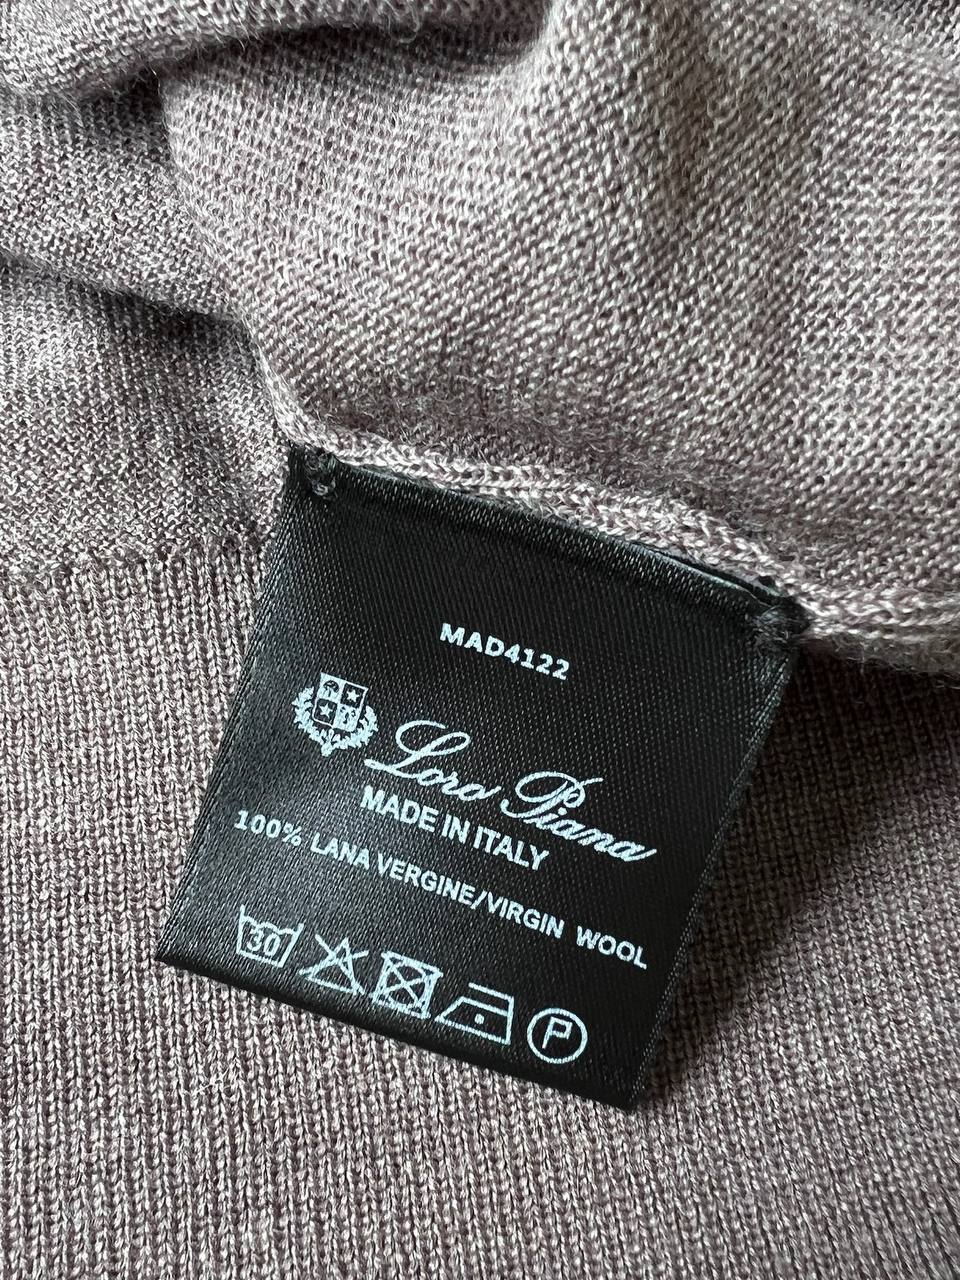 MAD4122
Loro Piana
MADE IN ITALY
100% LANA VERGINE/VIRGIN WOOL
30 P